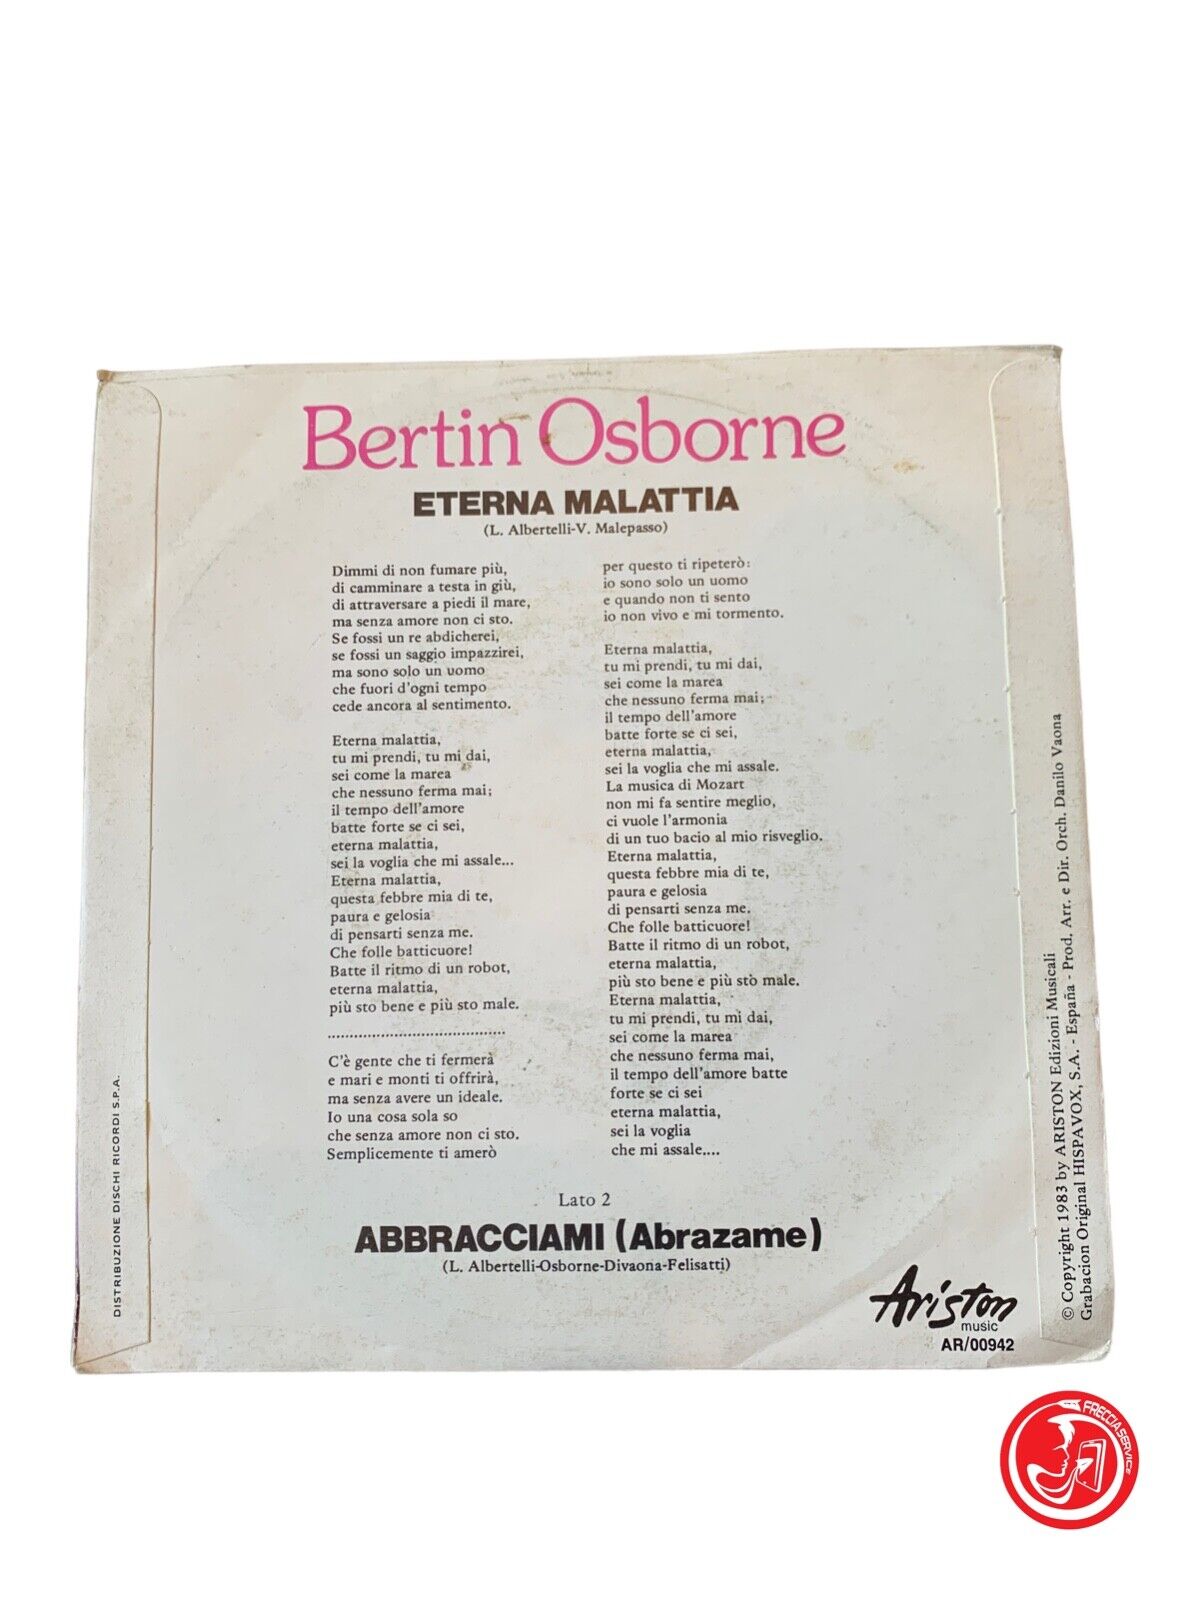 Bertin Osborne
ETERNA MALATTIA
(L. Albertelli-V. Malepasso)
Dimmi di non fumare più,
di camminare a testa in giù,
di attraversare a piedi il mare,
ma senza amore non ci sto.
Se fossi un re abdicherei,
se fossi un saggio impazzirei,
ma sono solo un uomo
che fuori d'ogni tempo
cede ancora al sentimento.
Eterna malattia,
tu mi prendi, tu mi dai,
sei come la marea
che nessuno ferma mai;
il tempo dell'amore
batte forte se ci sei,
eterna malattia,
sei la voglia che mi assale...
Eterna malattia,
questa febbre mia di te,
paura e gelosia
di pensarti senza me.
Che folle batticuore!
Batte il ritmo di un robot,
eterna malattia,
più sto bene e più sto male.
........................................
C'è gente che ti fermerà
e mari e monti ti offrirà,
ma senza avere un ideale.
Io una cosa sola so
che senza amore non ci sto.
Semplicemente ti amerò
per questo ti ripeterò:
io sono solo un uomo
e quando non ti sento
io non vivo e mi tormento.
Eterna malattia,
tu mi prendi, tu mi dai,
sei come la marea
che nessuno ferma mai;
il tempo dell'amore
batte forte se ci sei,
eterna malattia,
sei la voglia che mi assale.
La musica di Mozart
non mi fa sentire meglio,
ci vuole l'armonia
di un tuo bacio al mio risveglio.
Eterna malattia,
questa febbre mia di te,
paura e gelosia
di pensarti senza me.
Che folle batticuore!
Batte il ritmo di un robot,
eterna malattia,
più sto bene e più stò male.
Eterna malattia,
tu mi prendi, tu mi dai,
sei come la marea
che nessuno ferma mai,
il tempo dell'amore batte
forte se ci sei
eterna malattia,
sei la voglia
che mi assale....
Lato 2
ABBRACCIAMI (Abrazame)
(L. Albertelli-Osborne-Divaona-Felisatti)
Ariston
music
AR/00942
DISTRIBUZIONE DISCHI RICORDI S.P.A.
© Copyright 1983 by ARISTON Edizioni Musicali
Grabacion Original HISPAVOX, S.A. - España - Prod. Arr. e Dir. Orch. Danilo Vaona
FRECCIA SERVICE